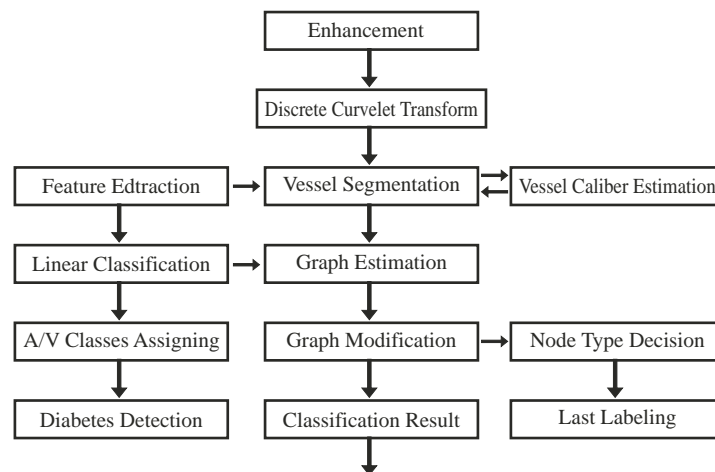 Enhancement
Discrete Curvelet Transform
Feature Edtraction
Vessel Segmentation
Vessel Caliber Estimation
Linear Classification
Graph Estimation
A/V Classes Assigning
Graph Modification
Node Type Decision
Diabetes Detection
Classification Result
Last Labeling